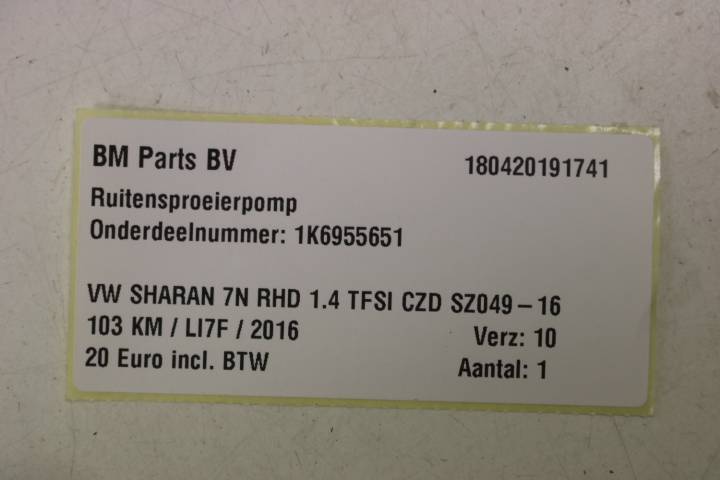 BM Parts BV 180420191741
Ruitensproeierpomp
Onderdeelnummer: 1K6955651
VW SHARAN 7N RHD 1.4 TFSI CZD SZ049-16
103 KM / LI7F / 2016 Verz: 10
20 Euro incl. BTW Aantal: 1